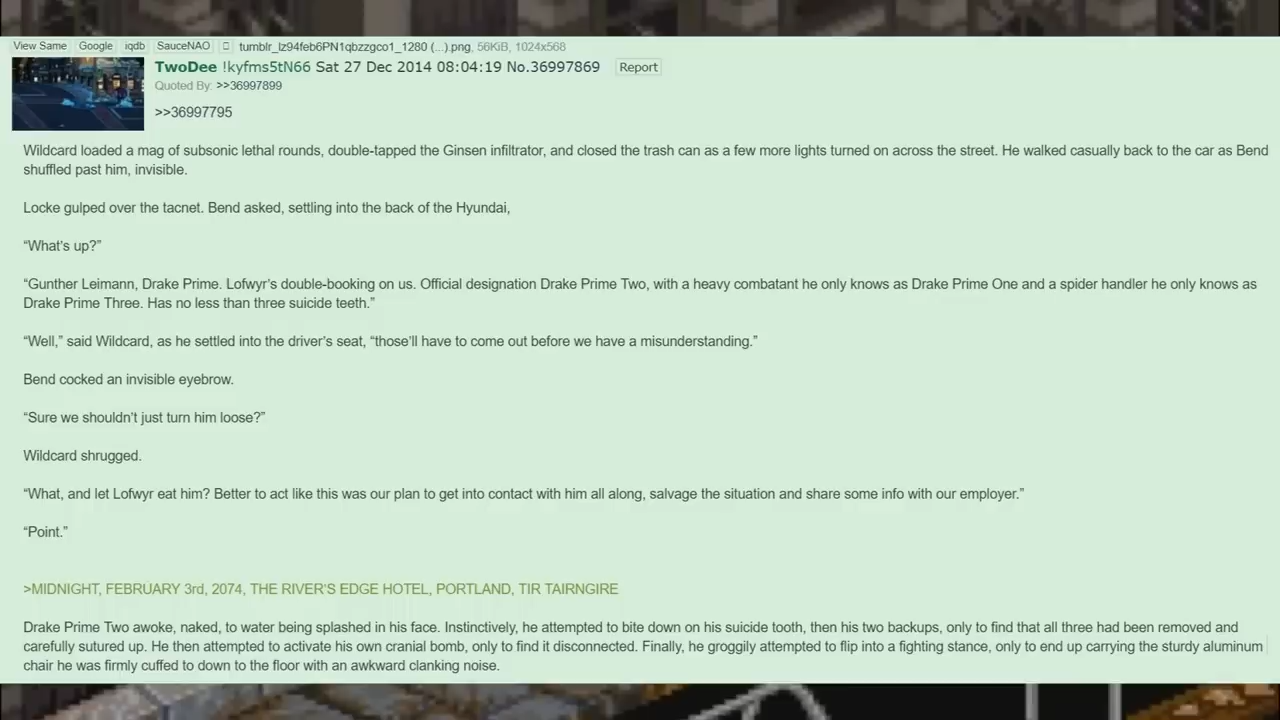 View Same Google iqdb SauceNAO tumblr_lz94feb6PN1qbzzgco1_1280 (...).png, 56KiB, 1024x568
TwoDee !kyfms5tN66 Sat 27 Dec 2014 08:04:19 No.36997869 Report
Quoted By: >>36997899
>>36997795
Wildcard loaded a mag of subsonic lethal rounds, double-tapped the Ginsen infiltrator, and closed the trash can as a few more lights turned on across the street. He walked casually back to the car as Bend
shuffled past him, invisible.
Locke gulped over the tacnet. Bend asked, settling into the back of the Hyundai,
“What’s up?”
“Gunther Leimann, Drake Prime. Lofwyr’s double-booking on us. Official designation Drake Prime Two, with a heavy combatant he only knows as Drake Prime One and a spider handler he only knows as
Drake Prime Three. Has no less than three suicide teeth.”
“Well,” said Wildcard, as he settled into the driver’s seat, “those’ll have to come out before we have a misunderstanding.”
Bend cocked an invisible eyebrow.
“Sure we shouldn’t just turn him loose?”
Wildcard shrugged.
“What, and let Lofwyr eat him? Better to act like this was our plan to get into contact with him all along, salvage the situation and share some info with our employer.”
“Point.”
>MIDNIGHT, FEBRUARY 3rd, 2074, THE RIVER’S EDGE HOTEL, PORTLAND, TIR TAIRNGIRE
Drake Prime Two awoke, naked, to water being splashed in his face. Instinctively, he attempted to bite down on his suicide tooth, then his two backups, only to find that all three had been removed and
carefully sutured up. He then attempted to activate his own cranial bomb, only to find it disconnected. Finally, he groggily attempted to flip into a fighting stance, only to end up carrying the sturdy aluminum
chair he was firmly cuffed to down to the floor with an awkward clanking noise.